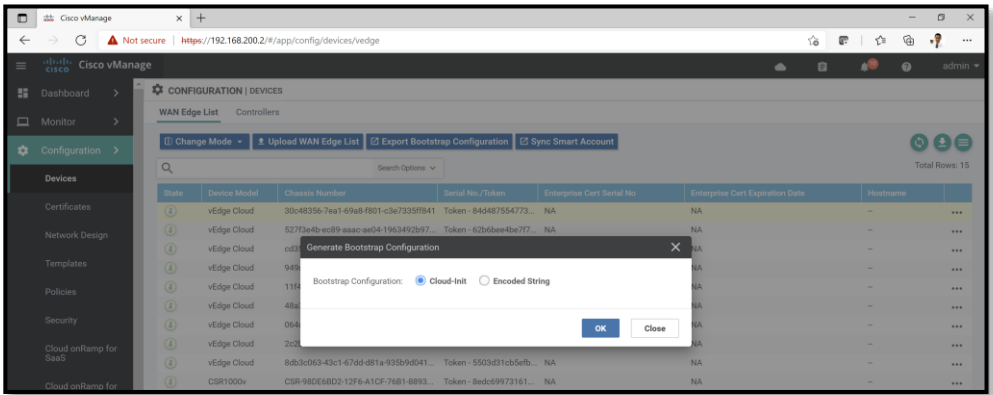 Cisco vManage
Not secure | https://192.168.200.2/#/app/config/devices/vedge
CISCO Cisco vManage
admin
Dashboard
Monitor
Configuration
Devices
Certificates
Network Design
Templates
Policies
Security
Cloud onRamp for
SaaS
Cloud onRamp for
CONFIGURATION | DEVICES
WAN Edge List Controllers
Change Mode Upload WAN Edge List Export Bootstrap Configuration Sync Smart Account
Search Options
Total Rows: 15
State Device Model Chassis Number Serial No./Token Enterprise Cert Serial No Enterprise Cert Expiration Date Hostname
vEdge Cloud 30c48356-7ea1-69a8-f801-c3e7335ff841 Token - 84d487554773... NA NA --
vEdge Cloud 527f3e4b-ec89-aaac-ae04-1963492b97... Token - 62b6bee4be7f7... NA NA --
vEdge Cloud NA --
vEdge Cloud NA --
vEdge Cloud 11f4 NA --
vEdge Cloud 48a NA --
vEdge Cloud 064 NA --
vEdge Cloud NA --
vEdge Cloud 8db3c063-43c1-67dd-d81a-935b9d041... Token - 5503d31cb5efb... NA NA --
CSR1000v CSR-98DE6BD2-12F6-A1CF-76B1-8893... Token - 8edc69973161... NA NA --
Generate Bootstrap Configuration
Bootstrap Configuration: Cloud-Init Encoded String
OK Close